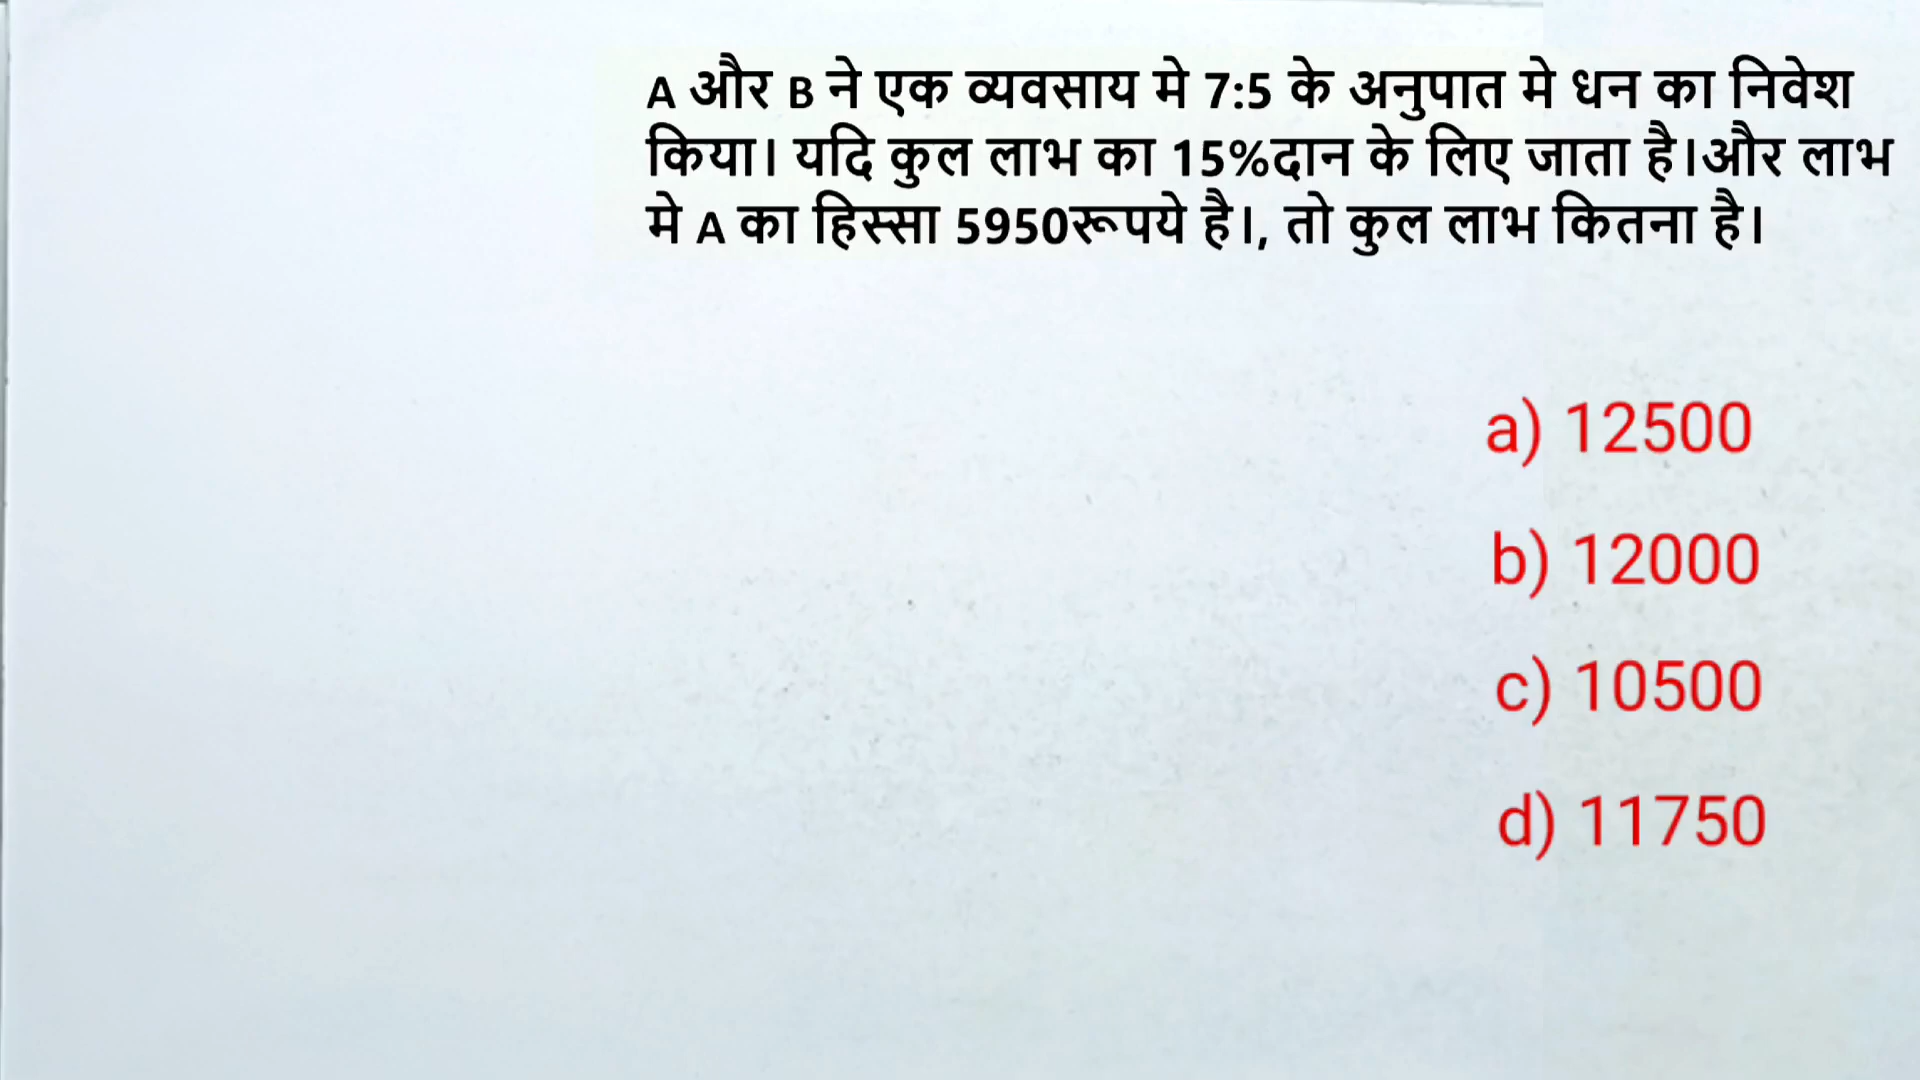 A और B ने एक व्यवसाय मे 7:5 के अनुपात मे धन का निवेश
किया। यदि कुल लाभ का 15%दान के लिए जाता है।और लाभ
मे A का हिस्सा 5950रूपये है।, तो कुल लाभ कितना है।
a) 12500
b) 12000
c) 10500
d) 11750